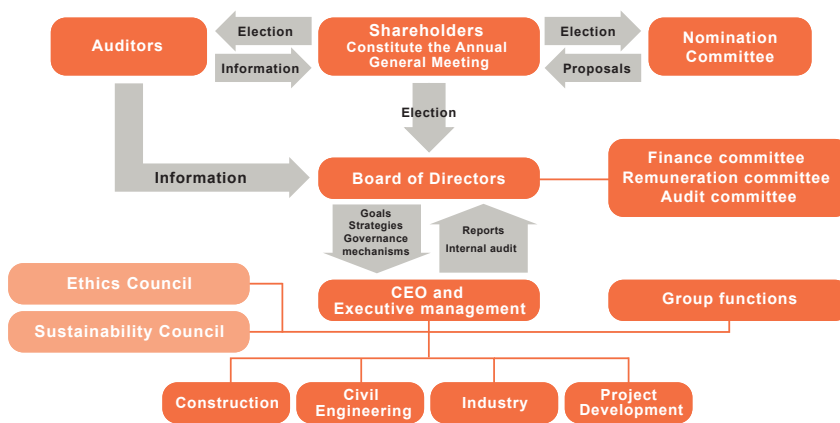 Auditors
Election
Information
Shareholders
Constitute the Annual
General Meeting
Election
Proposals
Nomination
Committee
Election
Information
Board of Directors
Finance committee
Remuneration committee
Audit committee
Goals
Strategies
Governance
mechanisms
Reports
Internal audit
Ethics Council
Sustainability Council
CEO and
Executive management
Group functions
Construction
Civil
Engineering
Industry
Project
Development